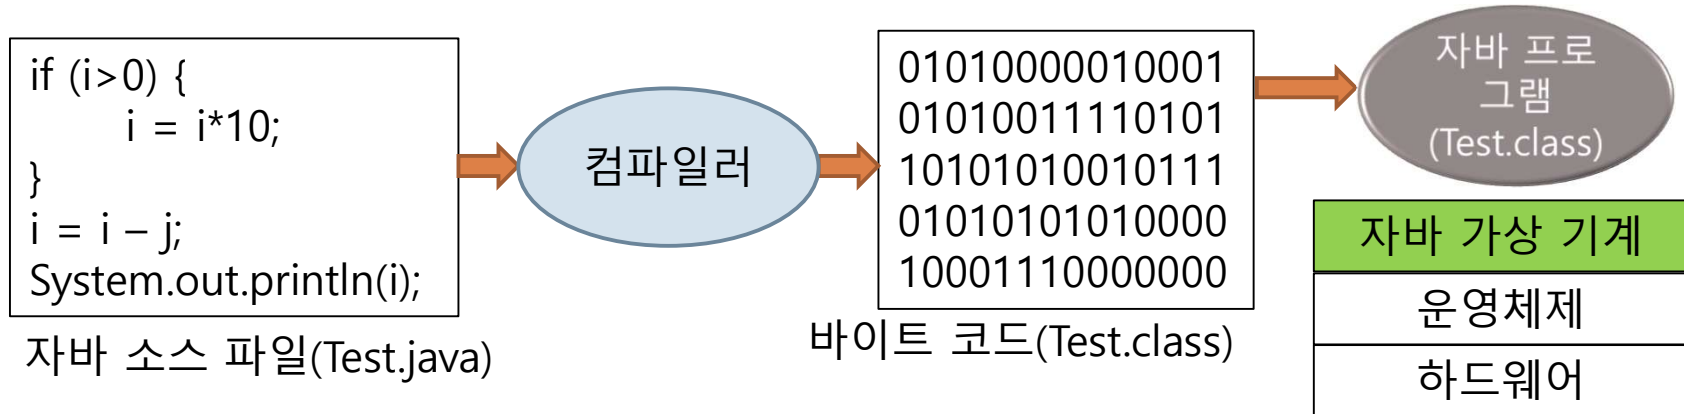 if (i>0) {
i = i*10;
}
i = i – j;
System.out.println(i);
자바 소스 파일(Test.java)
컴파일러
01010000010001
01010011110101
10101010010111
01010101010000
10001110000000
바이트 코드(Test.class)
자바 프로
그램
(Test.class)
자바 가상 기계
운영체제
하드웨어